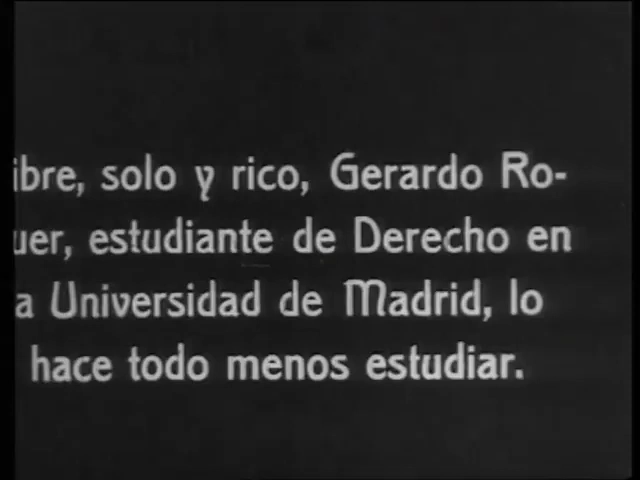 ibre, solo y rico, Gerardo Ro-
uer, estudiante de Derecho en
a Universidad de Madrid, lo
hace todo menos estudiar.